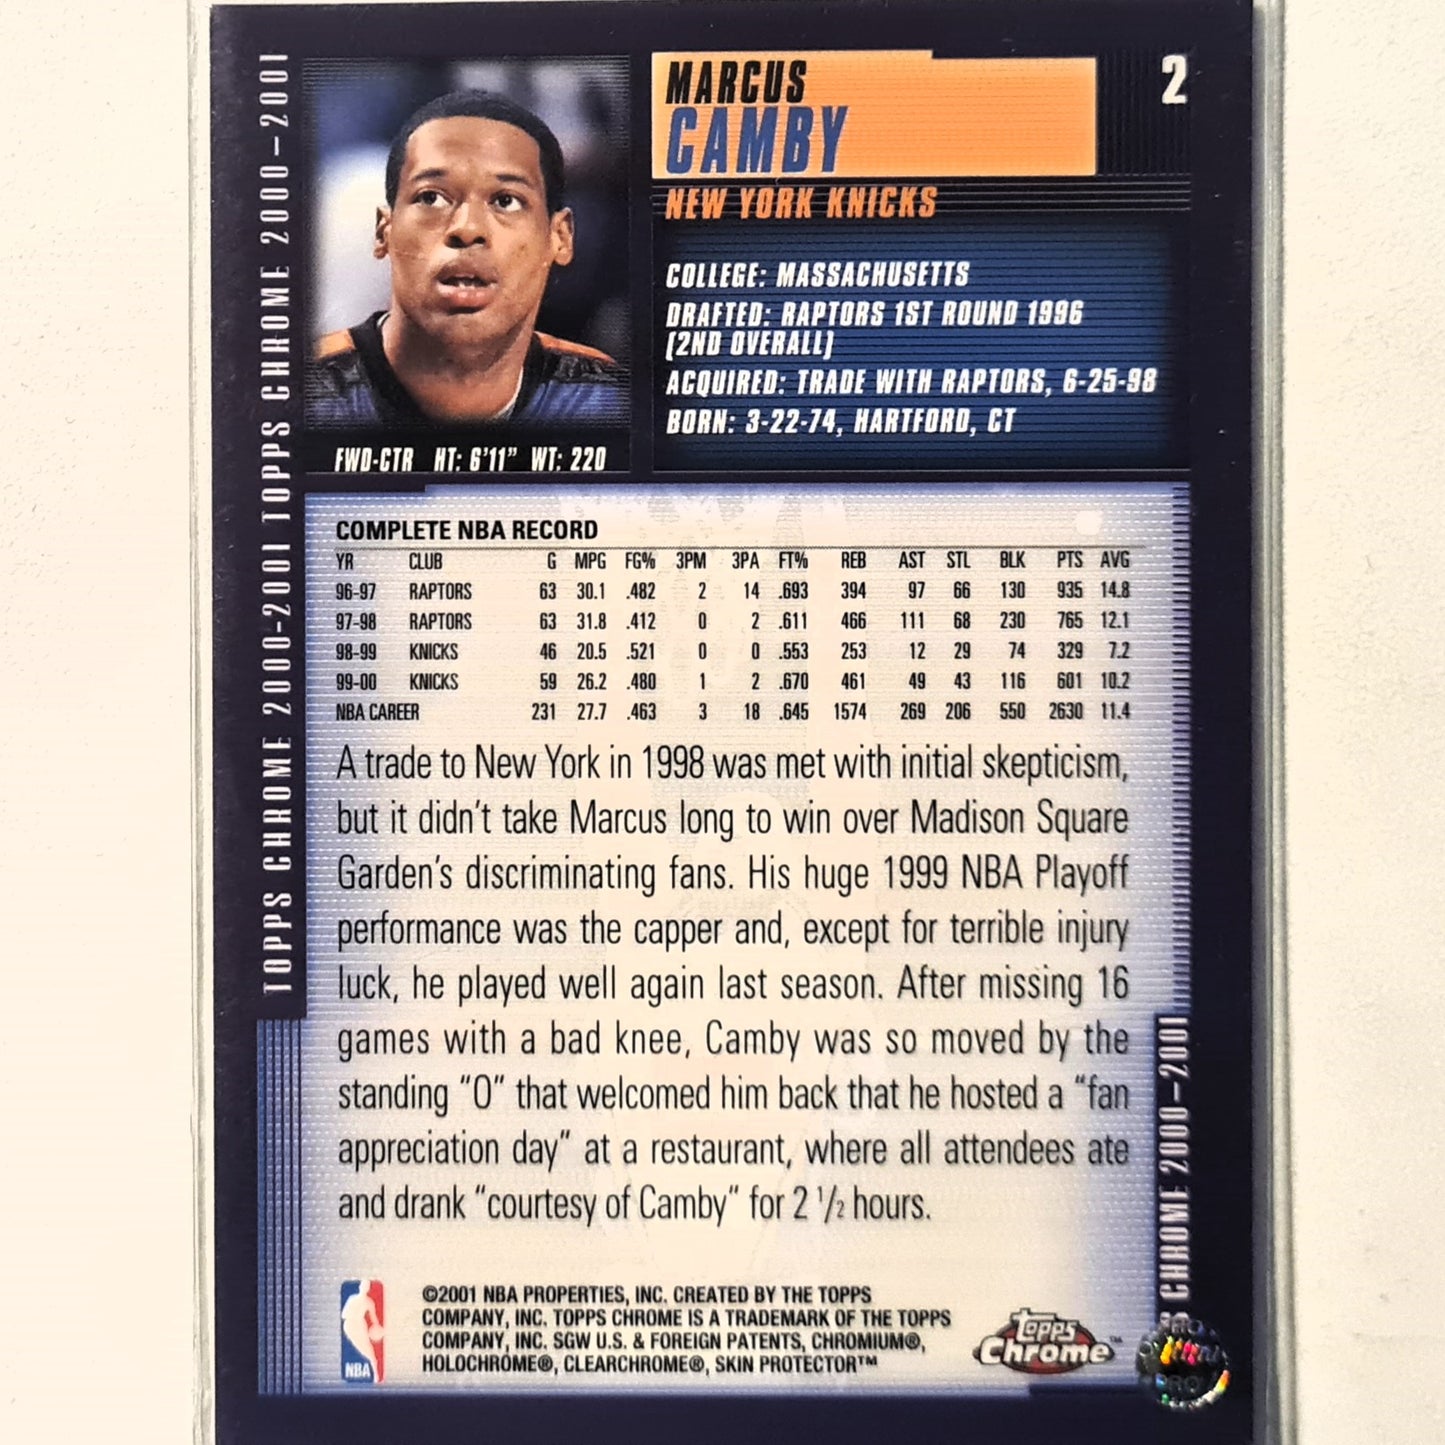 TOPPS CHROME 2000-2001 TOPPS CHROME 2000-2001
MARCUS
CAMBY
2
NEW YORK KNICKS
COLLEGE: MASSACHUSETTS
DRAFTED: RAPTORS 1ST ROUND 1996
(2ND OVERALL)
ACQUIRED: TRADE WITH RAPTORS, 6-25-98
BORN: 3-22-74, HARTFORD, CT
FWD-CTR HT: 6'11" WT: 220
COMPLETE NBA RECORD
YR CLUB G MPG FG% 3PM 3PA FT% REB AST STL BLK PTS AVG
96-97 RAPTORS 63 30.1 .482 2 14 .693 394 97 66 130 935 14.8
97-98 RAPTORS 63 31.8 .412 0 2 .611 466 111 68 230 765 12.1
98-99 KNICKS 46 20.5 .521 0 0 .553 253 12 29 74 329 7.2
99-00 KNICKS 59 26.2 .480 1 2 .670 461 49 43 116 601 10.2
NBA CAREER 231 27.7 .463 3 18 .645 1574 269 206 550 2630 11.4
A trade to New York in 1998 was met with initial skepticism,
but it didn't take Marcus long to win over Madison Square
Garden's discriminating fans. His huge 1999 NBA Playoff
performance was the capper and, except for terrible injury
luck, he played well again last season. After missing 16
games with a bad knee, Camby was so moved by the
standing "O" that welcomed him back that he hosted a "fan
appreciation day" at a restaurant, where all attendees ate
and drank "courtesy of Camby" for 2 1/2 hours.
CHROME 2000-2001
NBA
©2001 NBA PROPERTIES, INC. CREATED BY THE TOPPS
COMPANY, INC. TOPPS CHROME IS A TRADEMARK OF THE TOPPS
COMPANY, INC. SGW U.S. & FOREIGN PATENTS, CHROMIUM®,
HOLOCHROME®, CLEARCHROME®, SKIN PROTECTOR™
Topps
Chrome™